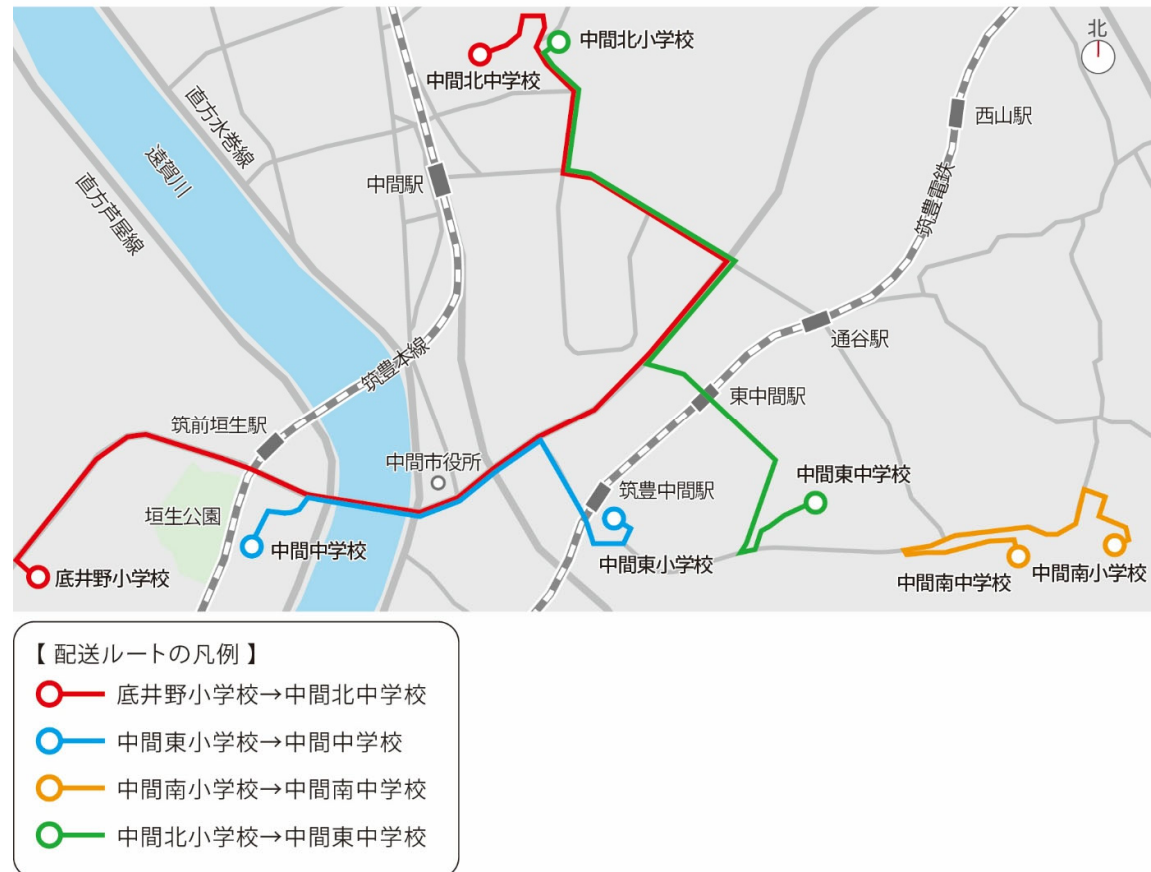 北
中間北小学校
中間北中学校
直方水巻線
西山駅
遠賀川
中間駅
直方芦屋線
筑豊電鉄
通谷駅
筑豊本線
東中間駅
筑前垣生駅
中間市役所
中間東中学校
筑豊中間駅
垣生公園
中間中学校
中間東小学校
底井野小学校
中間南中学校
中間南小学校
【 配送ルートの凡例 】
底井野小学校→中間北中学校
中間東小学校→中間中学校
中間南小学校→中間南中学校
中間北小学校→中間東中学校